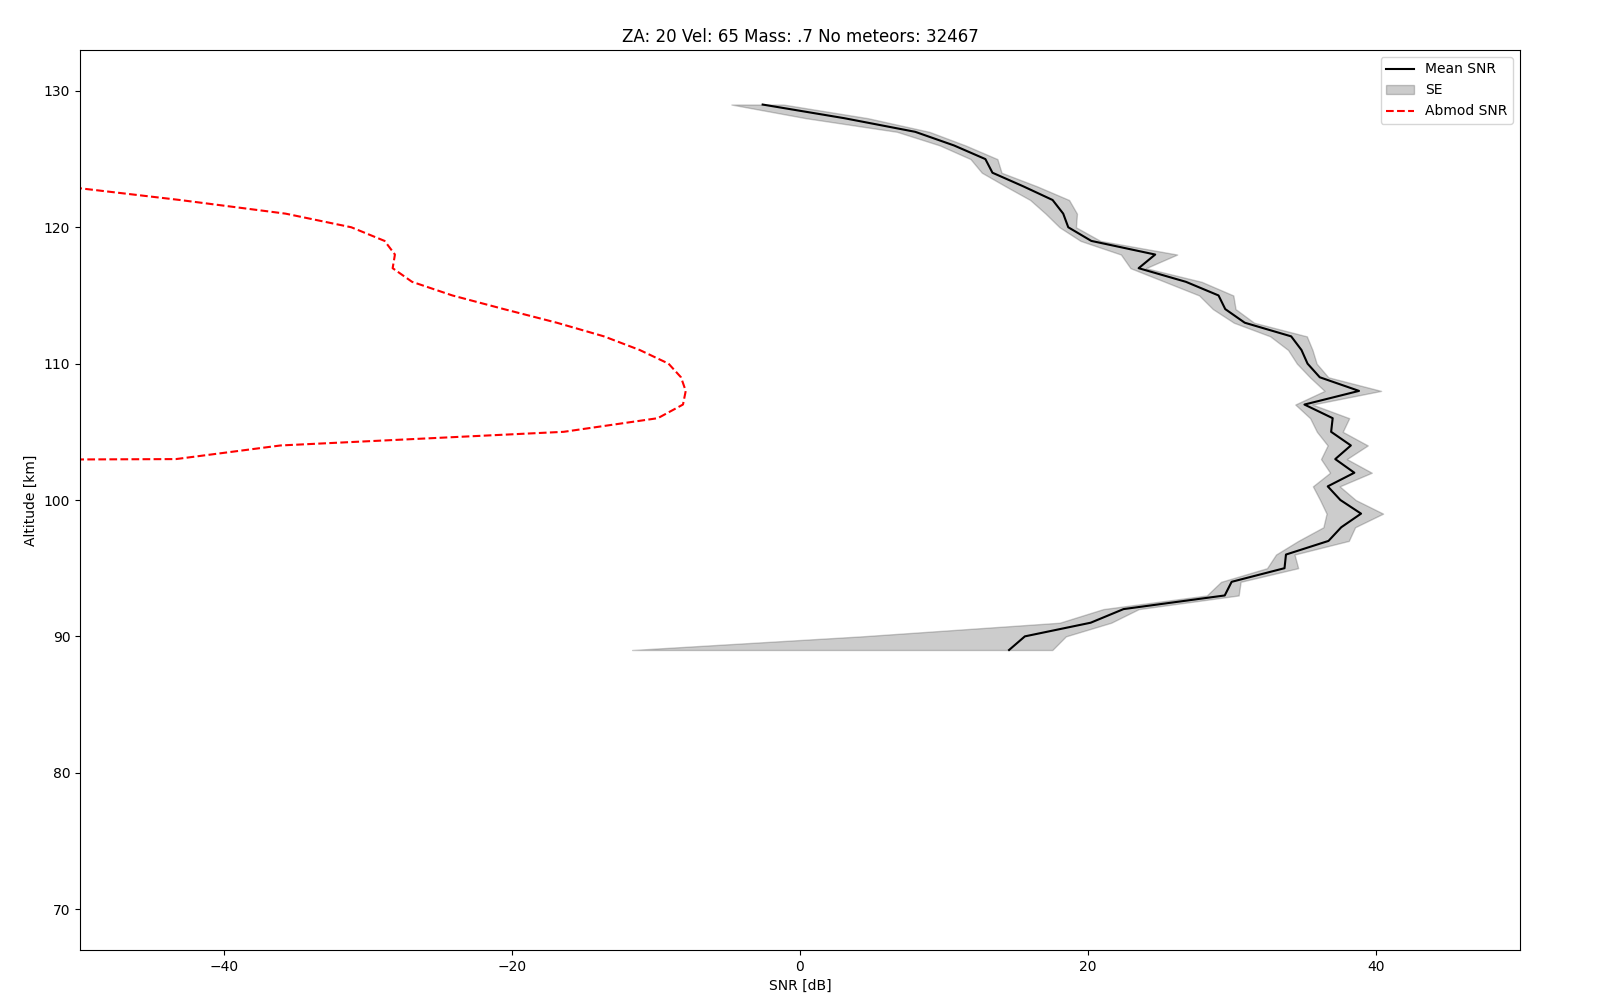 ZA: 20 Vel: 65 Mass: .7 No meteors: 32467
Mean SNR
SE
Abmod SNR
130
120
110
100
90
80
70
Altitude [km]
−40
−20
0
20
40
SNR [dB]